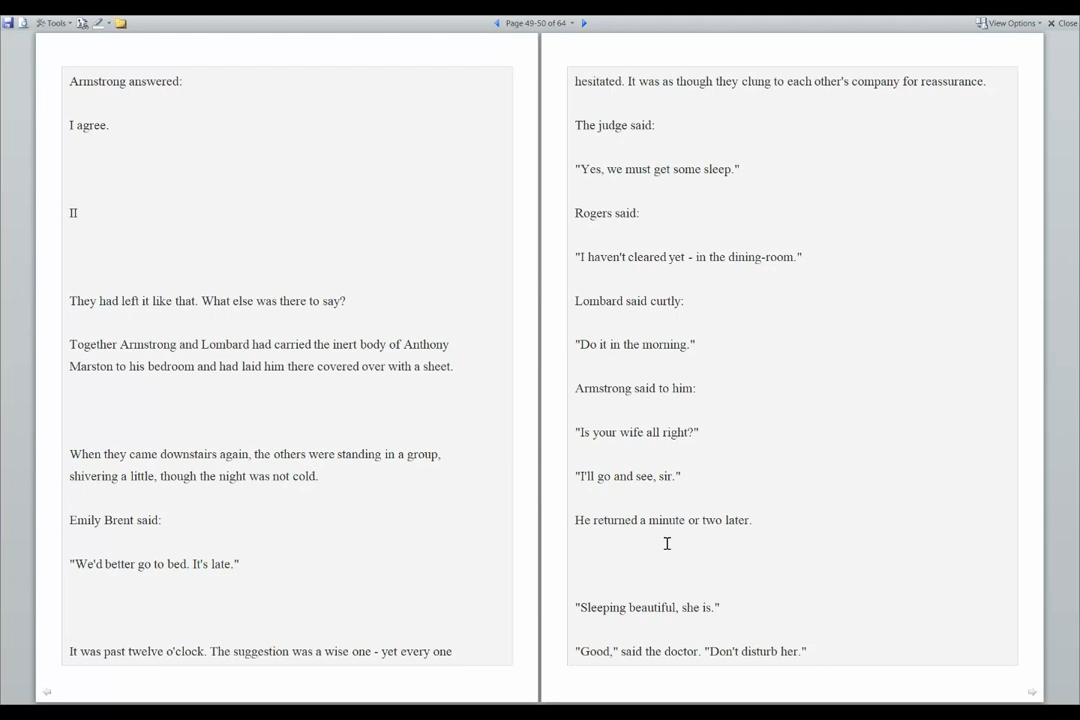 Tools
Page 49-50 of 64
View Options
Close
Armstrong answered:
I agree.
II
They had left it like that. What else was there to say?
Together Armstrong and Lombard had carried the inert body of Anthony
Marston to his bedroom and had laid him there covered over with a sheet.
When they came downstairs again, the others were standing in a group,
shivering a little, though the night was not cold.
Emily Brent said:
"We'd better go to bed. It's late."
It was past twelve o'clock. The suggestion was a wise one - yet every one
hesitated. It was as though they clung to each other's company for reassurance.
The judge said:
"Yes, we must get some sleep."
Rogers said:
"I haven't cleared yet - in the dining-room."
Lombard said curtly:
"Do it in the morning."
Armstrong said to him:
"Is your wife all right?"
"I'll go and see, sir."
He returned a minute or two later.
"Sleeping beautiful, she is."
"Good," said the doctor. "Don't disturb her."